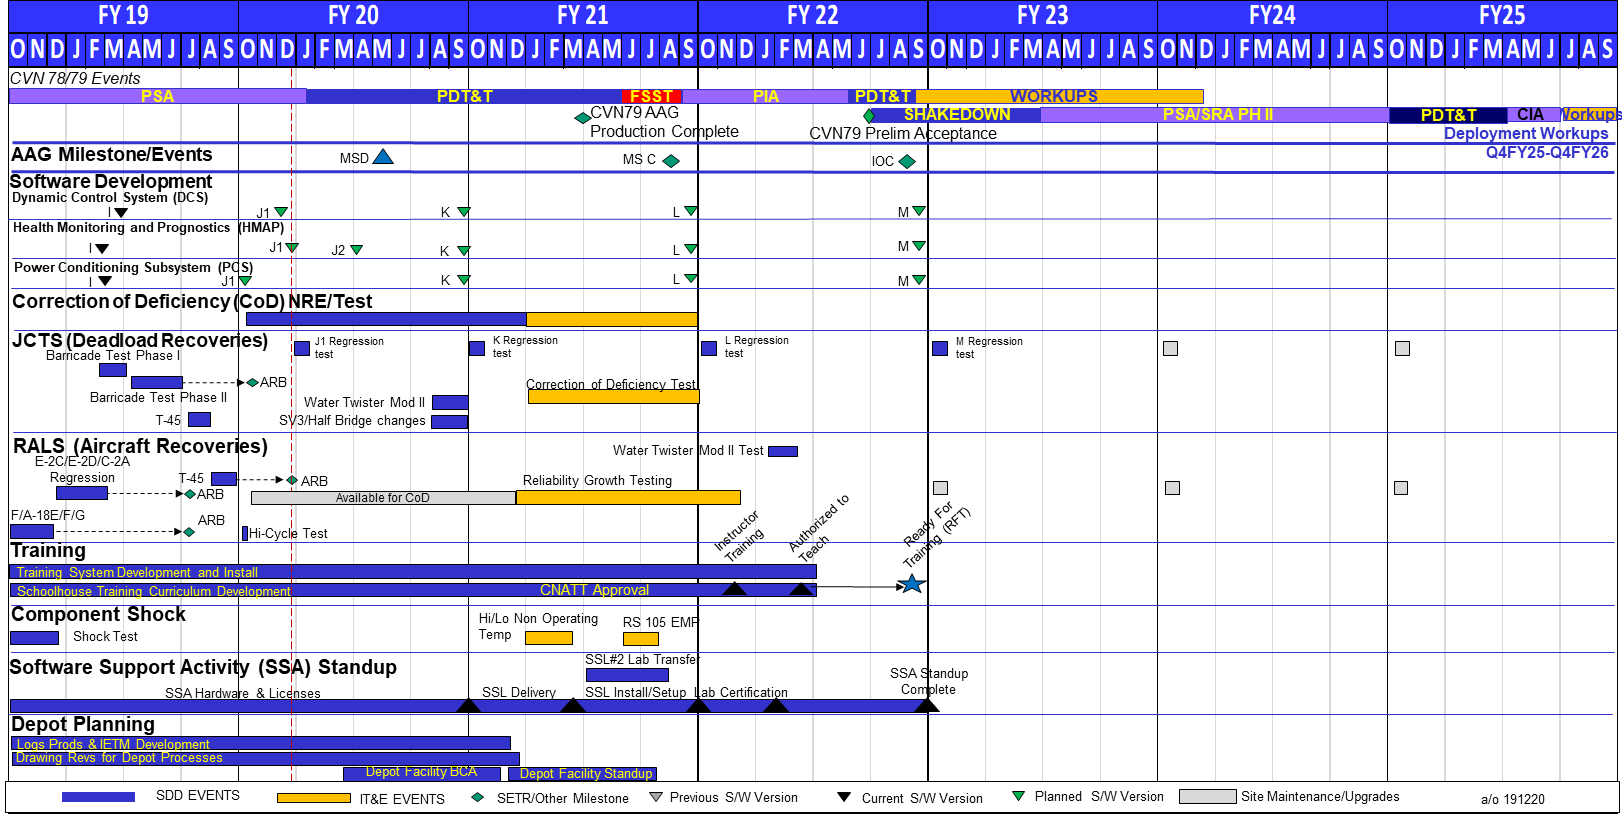 FY 19 FY 20 FY 21 FY 22 FY 23 FY24 FY25
O N D J F M A M J J A S O N D J F M A M J J A S O N D J F M A M J J A S O N D J F M A M J J A S O N D J F M A M J J A S O N D J F M A M J J A S O N D J F M A M J J A S
CVN 78/79 Events
PSA PDT&T FSST PIA PDT&T WORKUPS
CVN79 AAG
Production Complete
SHAKEDOWN PSA/SRA PH II PDT&T CIA Workups
CVN79 Prelim Acceptance
Deployment Workups
Q4FY25-Q4FY26
AAG Milestone/Events
MSD MS C IOC
Software Development
Dynamic Control System (DCS)
I J1 K L M
Health Monitoring and Prognostics (HMAP)
I J1 J2 K L M
Power Conditioning Subsystem (PCS)
I J1 K L M
Correction of Deficiency (CoD) NRE/Test
JCTS (Deadload Recoveries)
J1 Regression
test
K Regression
test
L Regression
test
M Regression
test
Barricade Test Phase I
ARB
Barricade Test Phase II
Correction of Deficiency Test
Water Twister Mod II
T-45
SV3/Half Bridge changes
RALS (Aircraft Recoveries)
Water Twister Mod II Test
E-2C/E-2D/C-2A
Regression
T-45
ARB
ARB
Reliability Growth Testing
Available for CoD
F/A-18E/F/G
ARB
Hi-Cycle Test
Instructor
Training
Authorized to
Teach
Ready For
Training (RFT)
Training
Training System Development and Install
Schoolhouse Training Curriculum Development
CNATT Approval
Component Shock
Shock Test
Hi/Lo Non Operating
Temp
RS 105 EMP
Software Support Activity (SSA) Standup
SSL#2 Lab Transfer
SSA Standup
Complete
SSA Hardware & Licenses
SSL Delivery
SSL Install/Setup
Lab Certification
Depot Planning
Logs Prods & IETM Development
Drawing Revs for Depot Processes
Depot Facility BCA
Depot Facility Standup
SDD EVENTS
IT&E EVENTS
SETR/Other Milestone
Previous S/W Version
Current S/W Version
Planned S/W Version
Site Maintenance/Upgrades
a/o 191220